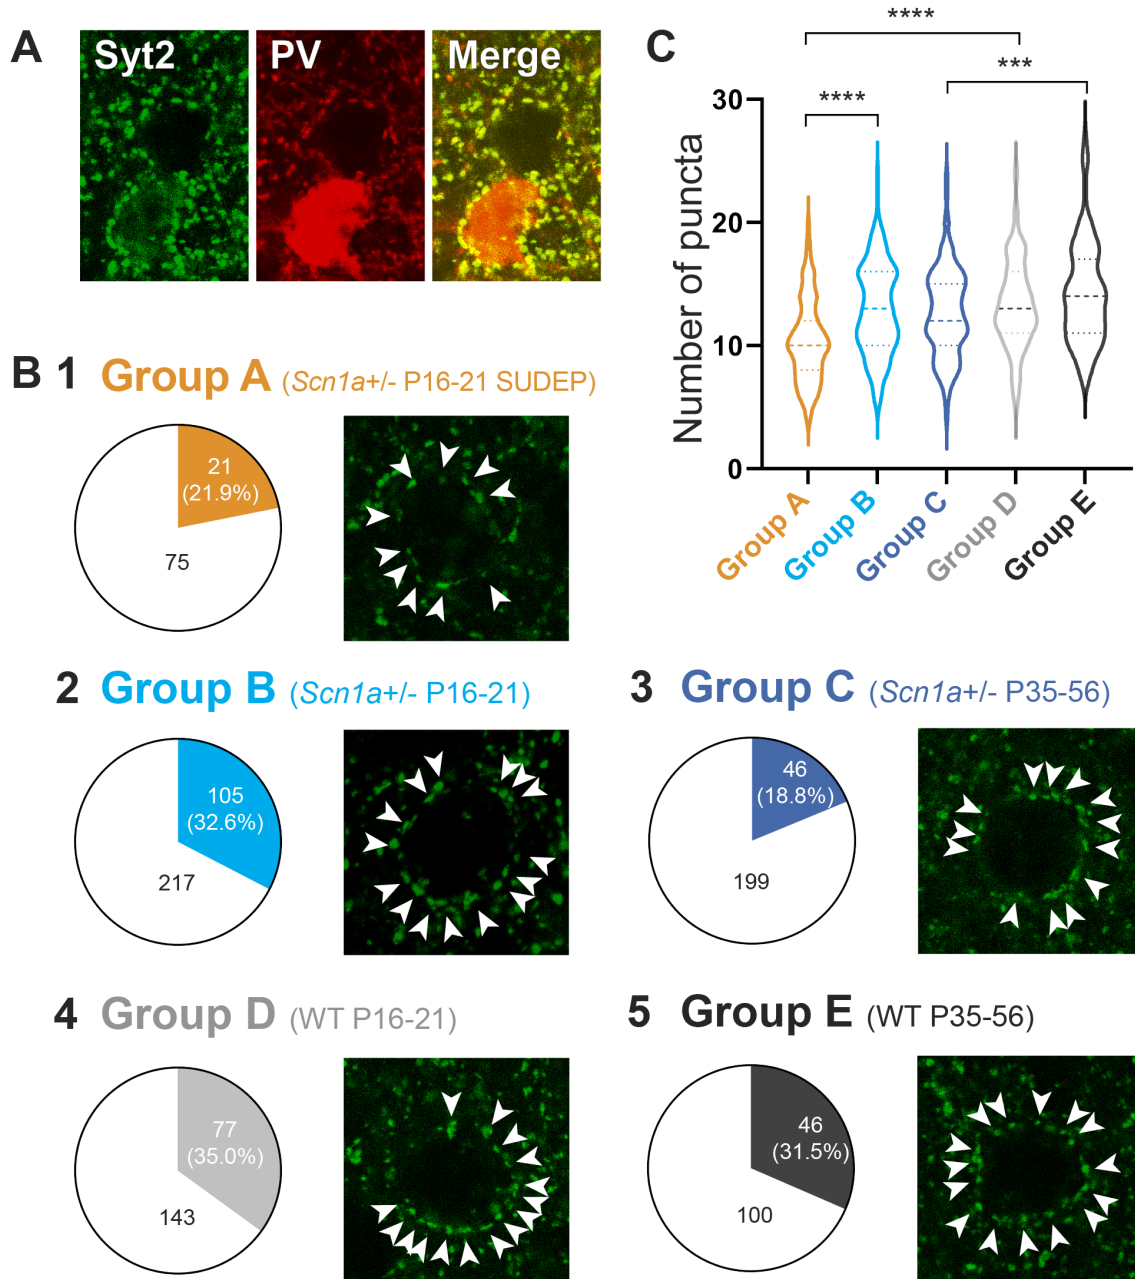 A
Syt2
PV
Merge
C
****
***
****
Number of puncta
30
20
10
0
Group A
Group B
Group C
Group D
Group E
B 1 Group A (Scn1a+/- P16-21 SUDEP)
21
(21.9%)
75
2 Group B (Scn1a+/- P16-21)
105
(32.6%)
217
3 Group C (Scn1a+/- P35-56)
46
(18.8%)
199
4 Group D (WT P16-21)
77
(35.0%)
143
5 Group E (WT P35-56)
46
(31.5%)
100